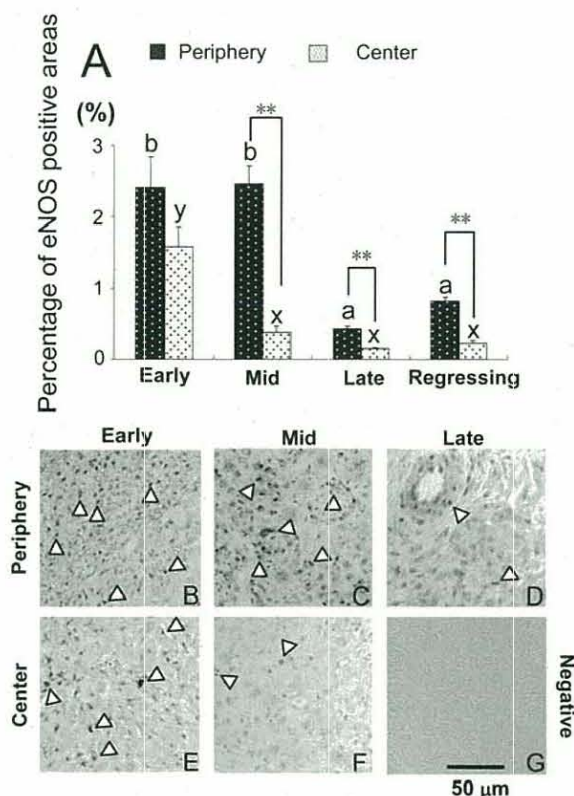 A
Periphery
Center
Percentage of eNOS positive areas
(%)
3
2
1
0
b
y
b
**
x
a
**
x
a
**
x
Early
Mid
Late
Regressing
Early
Mid
Late
Periphery
B
C
D
Center
E
F
G
Negative
50 µm